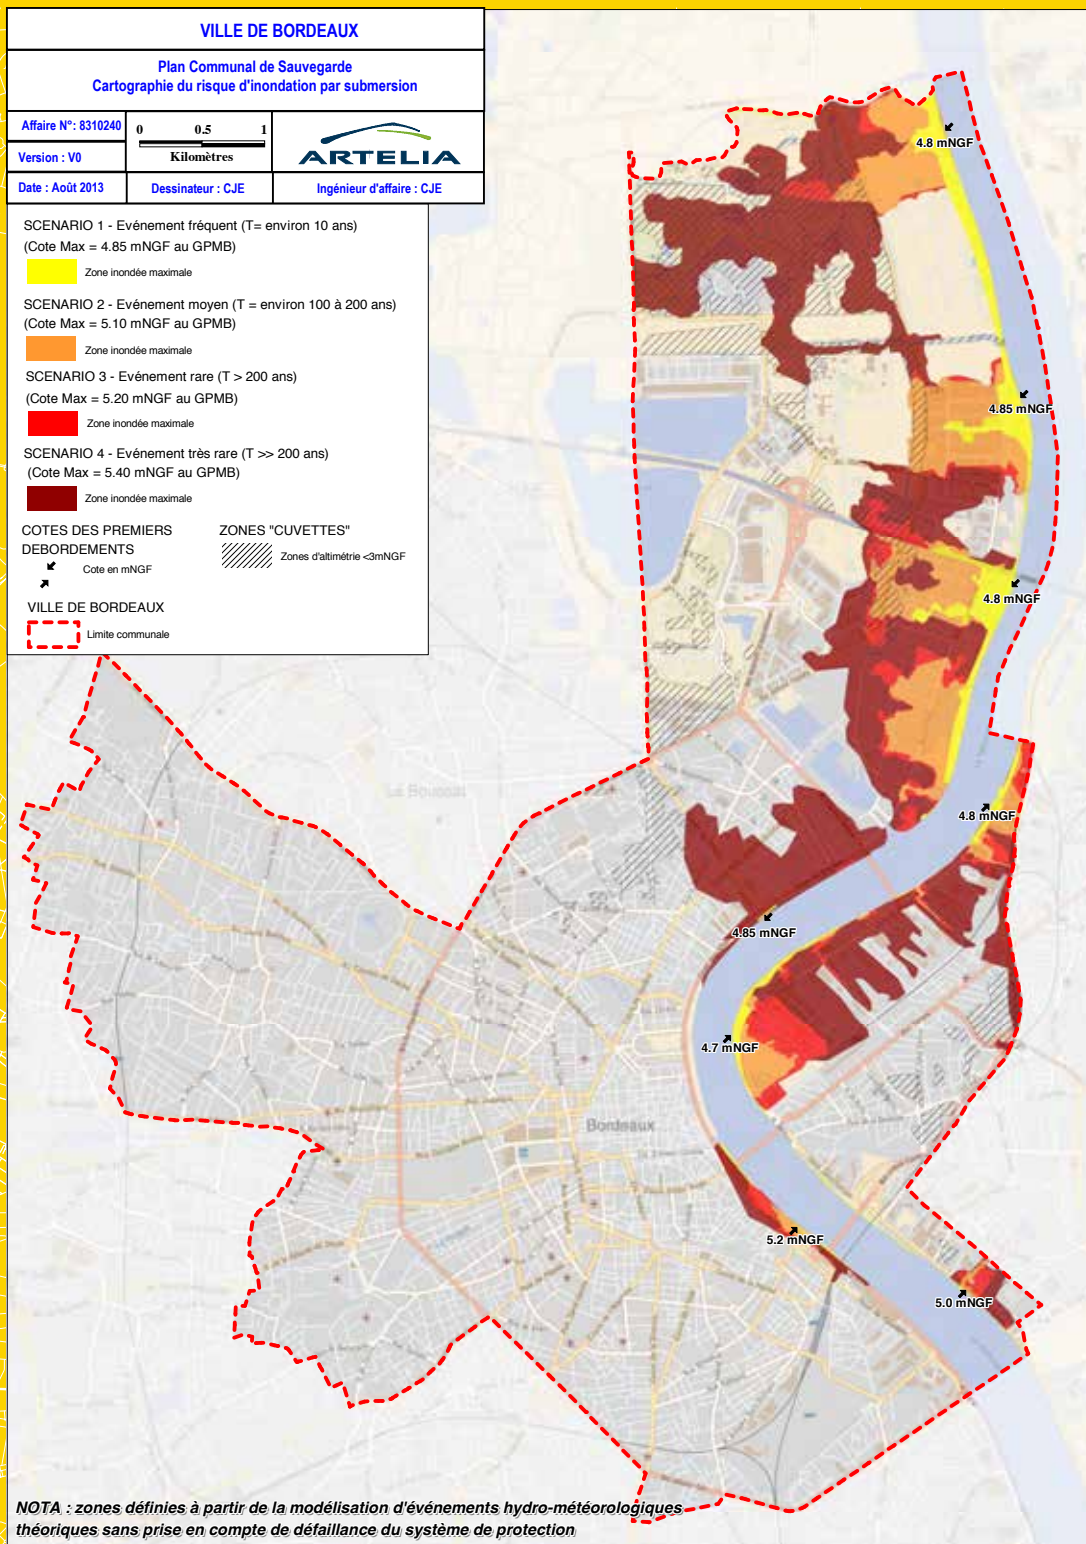 VILLE DE BORDEAUX
Plan Communal de Sauvegarde
Cartographie du risque d'inondation par submersion
Affaire N°: 8310240
0 0.5 1
Kilomètres
ARTELIA
Version : V0
Date : Août 2013
Dessinateur : CJE
Ingénieur d'affaire : CJE
SCENARIO 1 - Evénement fréquent (T= environ 10 ans)
(Cote Max = 4.85 mNGF au GPMB)
Zone inondée maximale
SCENARIO 2 - Evénement moyen (T = environ 100 à 200 ans)
(Cote Max = 5.10 mNGF au GPMB)
Zone inondée maximale
SCENARIO 3 - Evénement rare (T > 200 ans)
(Cote Max = 5.20 mNGF au GPMB)
Zone inondée maximale
SCENARIO 4 - Evénement très rare (T >> 200 ans)
(Cote Max = 5.40 mNGF au GPMB)
Zone inondée maximale
COTES DES PREMIERS
DEBORDEMENTS
Cote en mNGF
ZONES "CUVETTES"
Zones d'altimétrie <3mNGF
VILLE DE BORDEAUX
Limite communale
4.8 mNGF
4.85 mNGF
4.8 mNGF
Le Bouscat
4.8 mNGF
4.85 mNGF
4.7 mNGF
Bordeaux
5.2 mNGF
5.0 mNGF
NOTA : zones définies à partir de la modélisation d'événements hydro-météorologiques
théoriques sans prise en compte de défaillance du système de protection